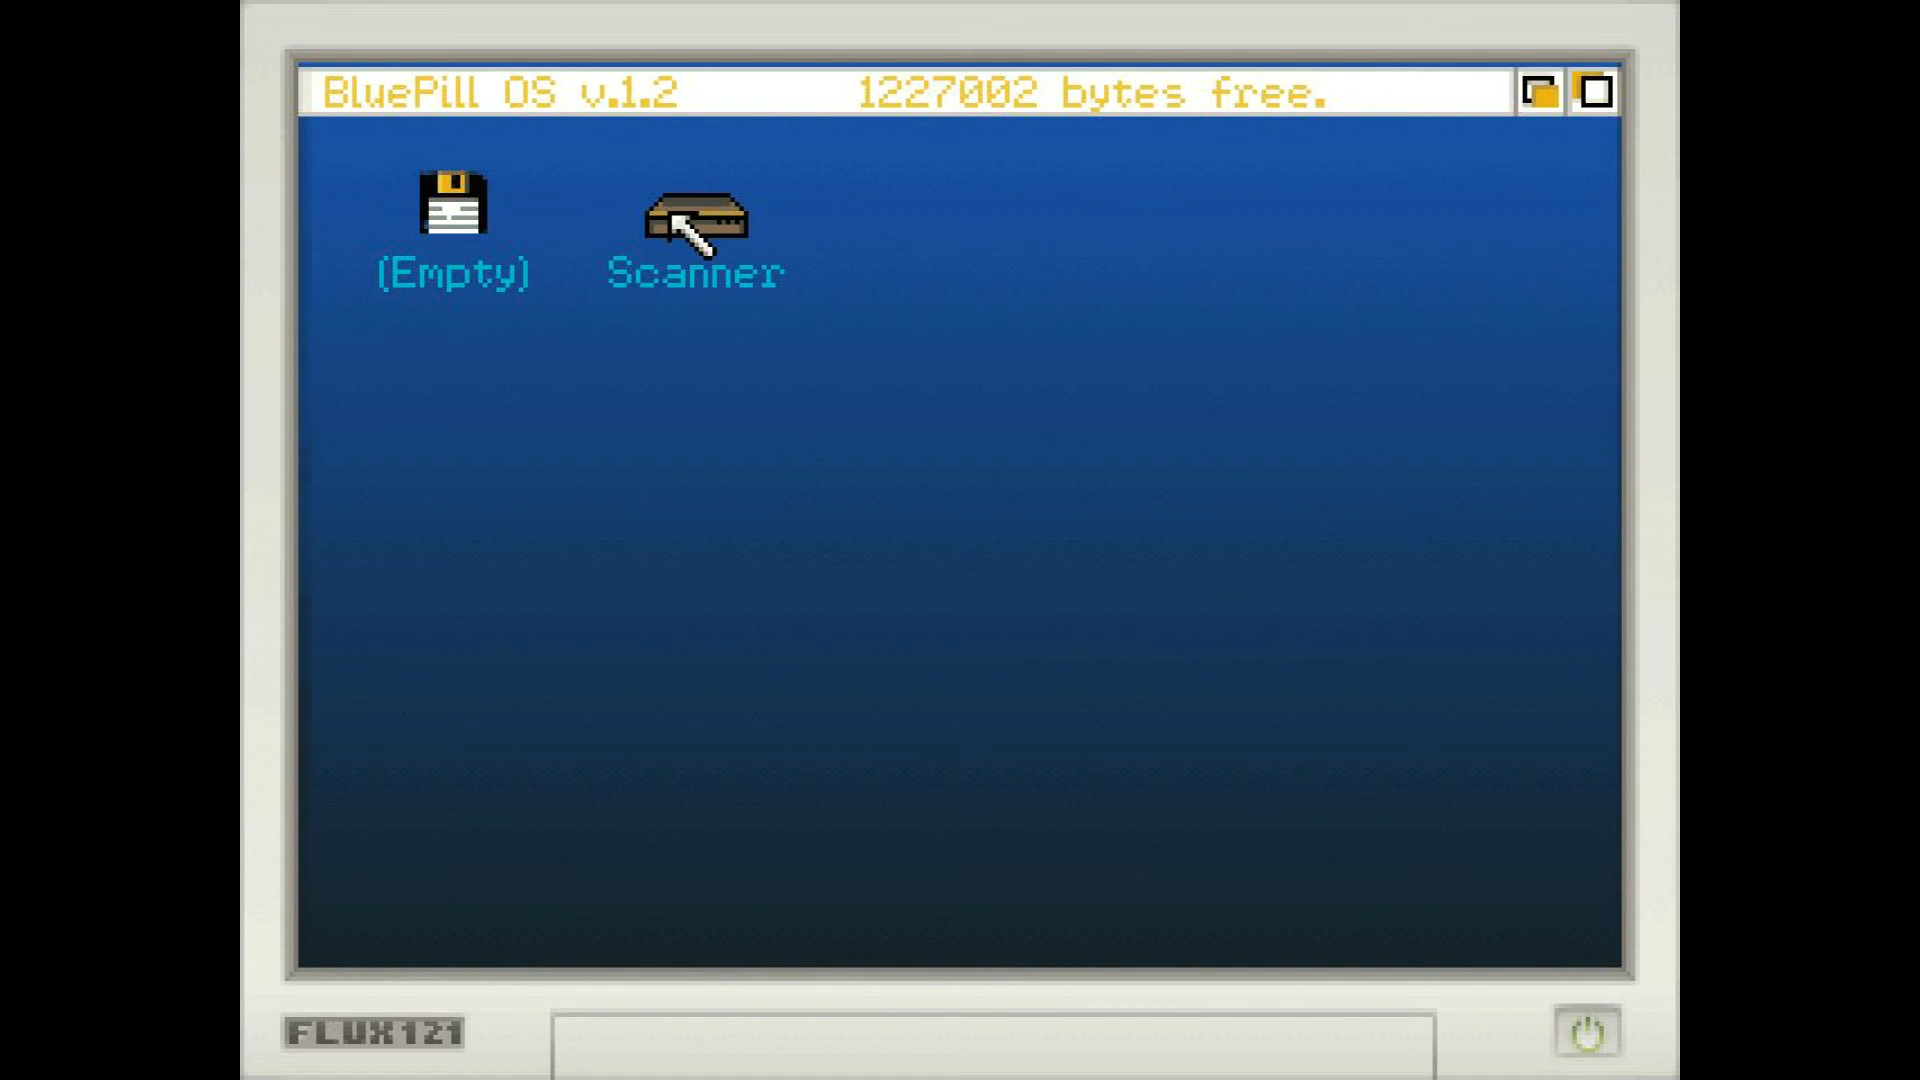 BluePill OS v.1.2 1227002 bytes free.
(Empty) Scanner
FLUX121